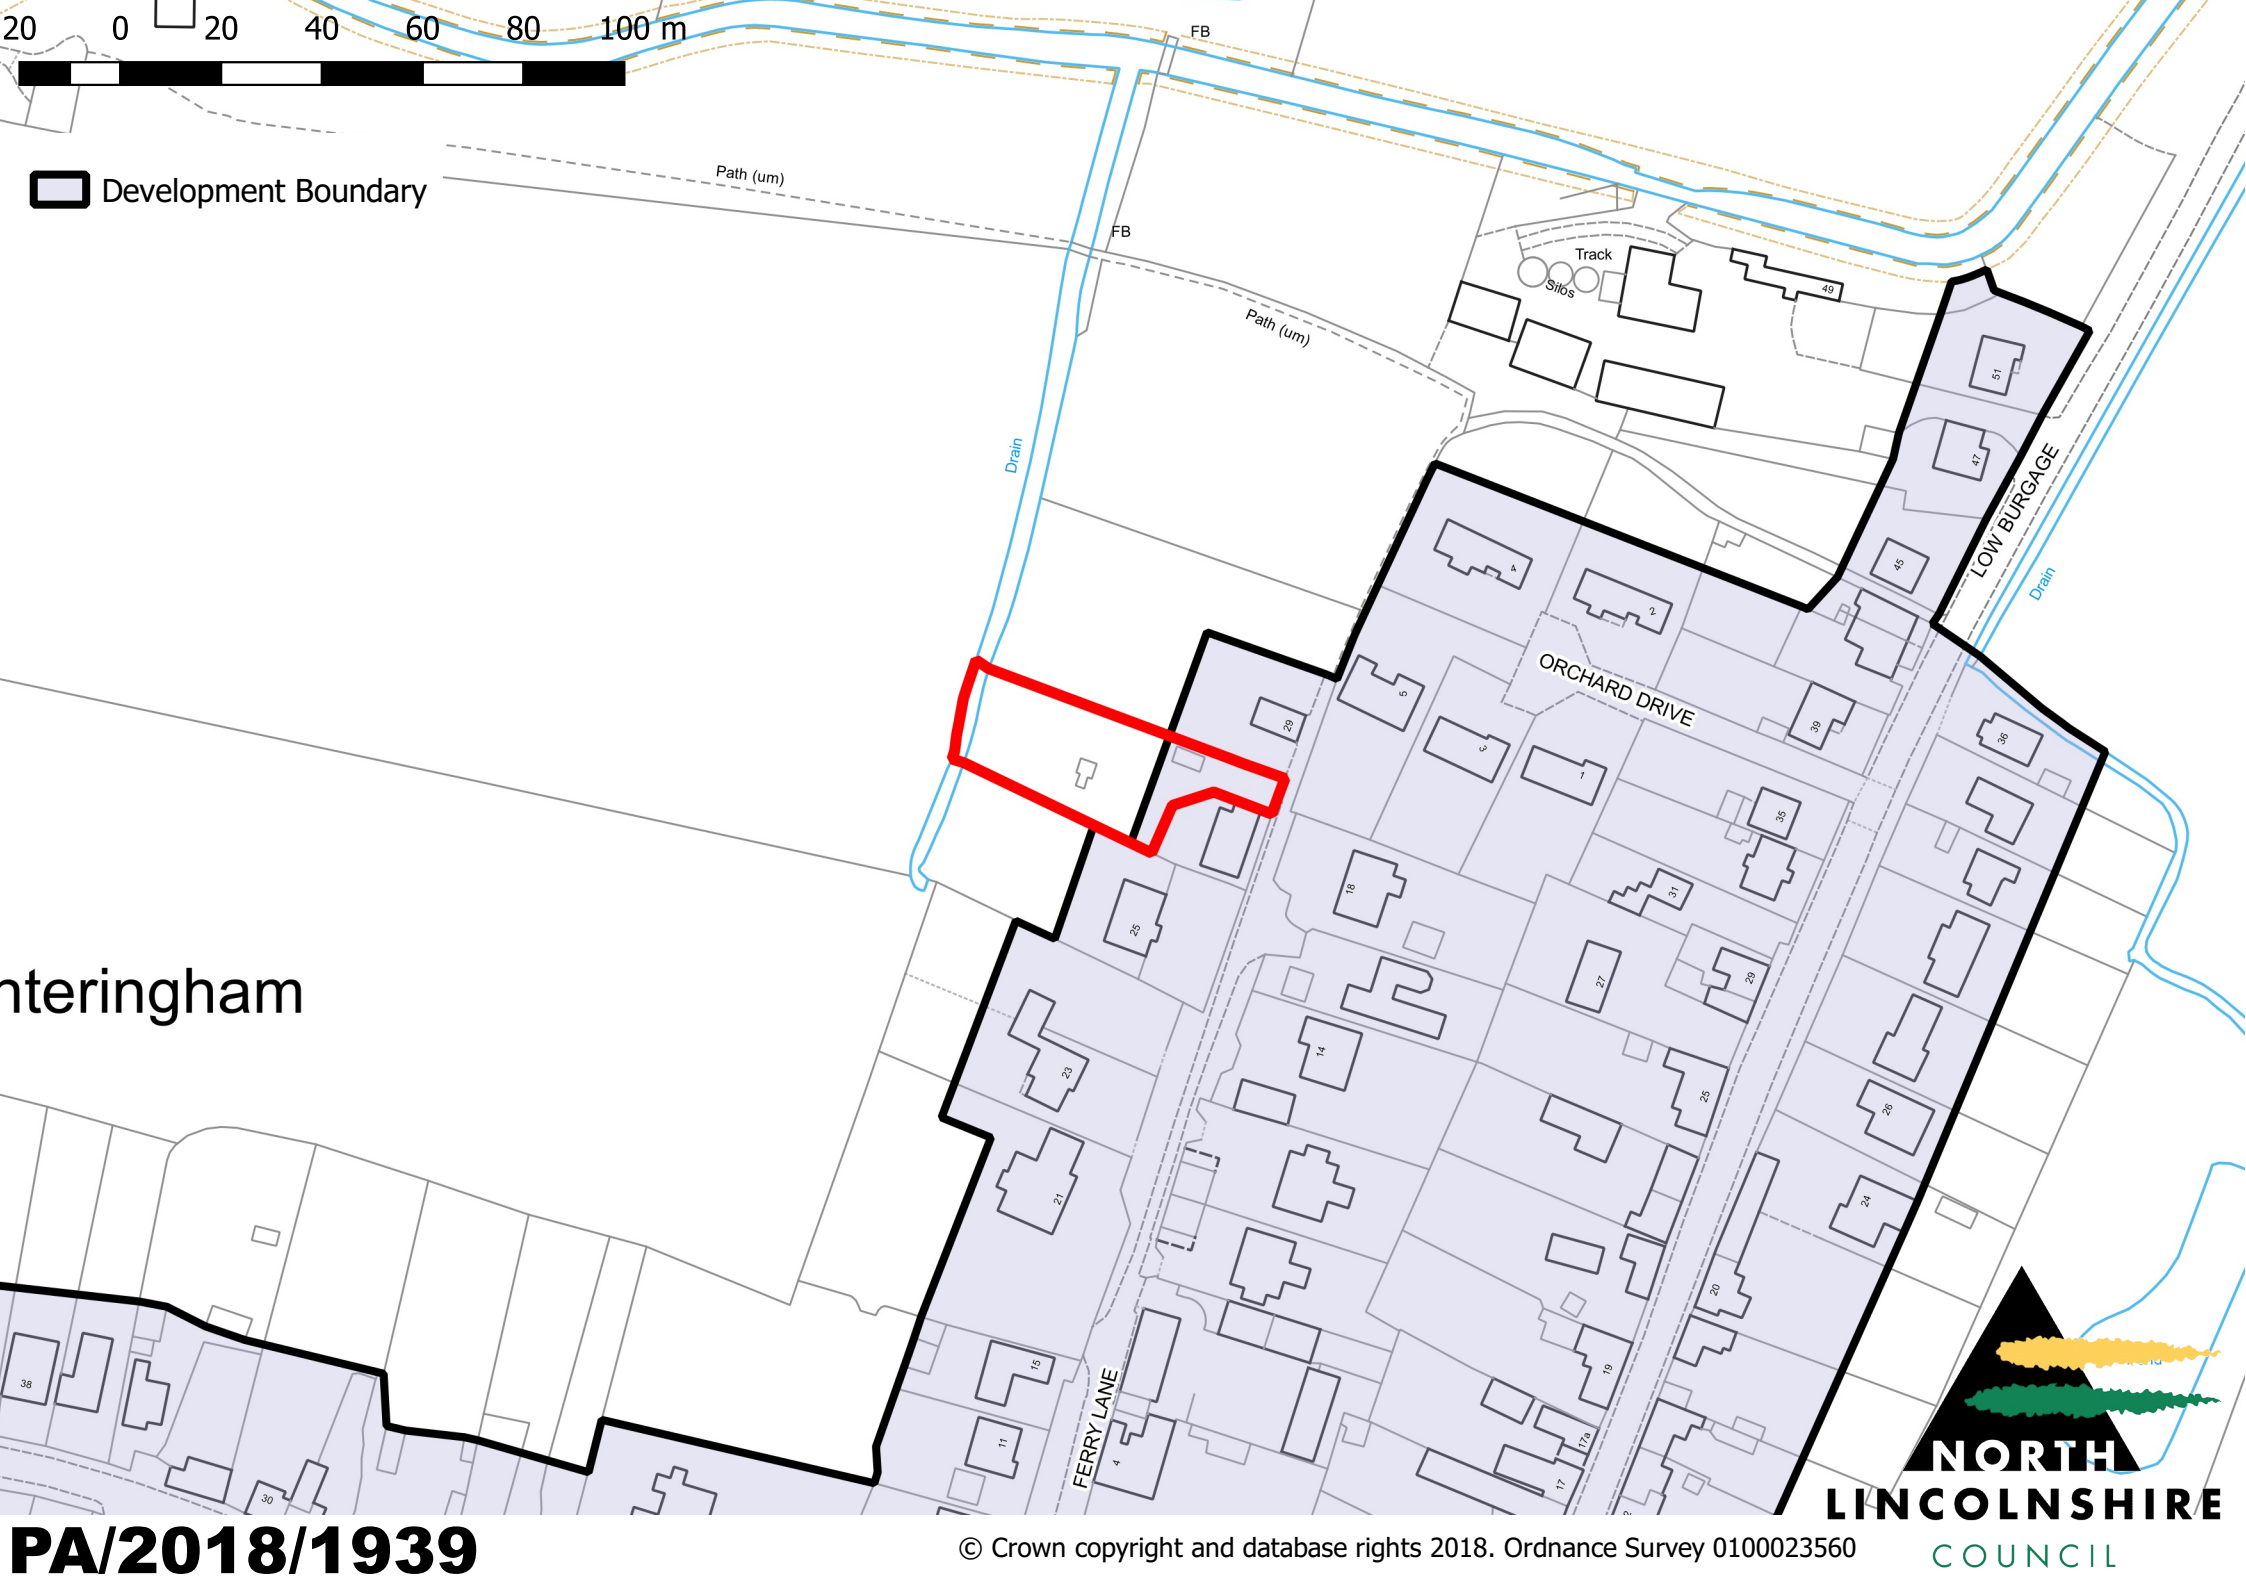 20 0 20 40 60 80 100 m
FB
Path (um)
Development Boundary
FB
Track
Silos
49
Path (um)
51
Drain
47
LOW BURGAGE
45
4
2
Drain
ORCHARD DRIVE
5
29
3
39
36
1
35
18
31
25
29
27
nteringham
14
23
25
26
21
24
20
15
19
38
FERRY LANE
11
4
17a
17
30
NORTH
LINCOLNSHIRE
COUNCIL
PA/2018/1939
© Crown copyright and database rights 2018. Ordnance Survey 0100023560